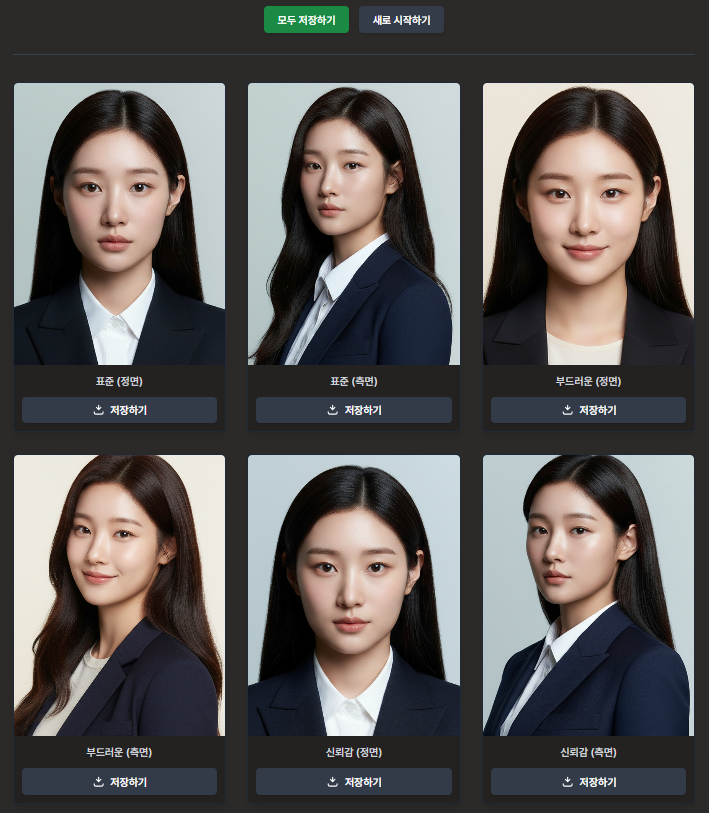 모두 저장하기
새로 시작하기
표준 (정면)
표준 (측면)
부드러운 (정면)
저장하기
저장하기
저장하기
부드러운 (측면)
신뢰감 (정면)
신뢰감 (측면)
저장하기
저장하기
저장하기